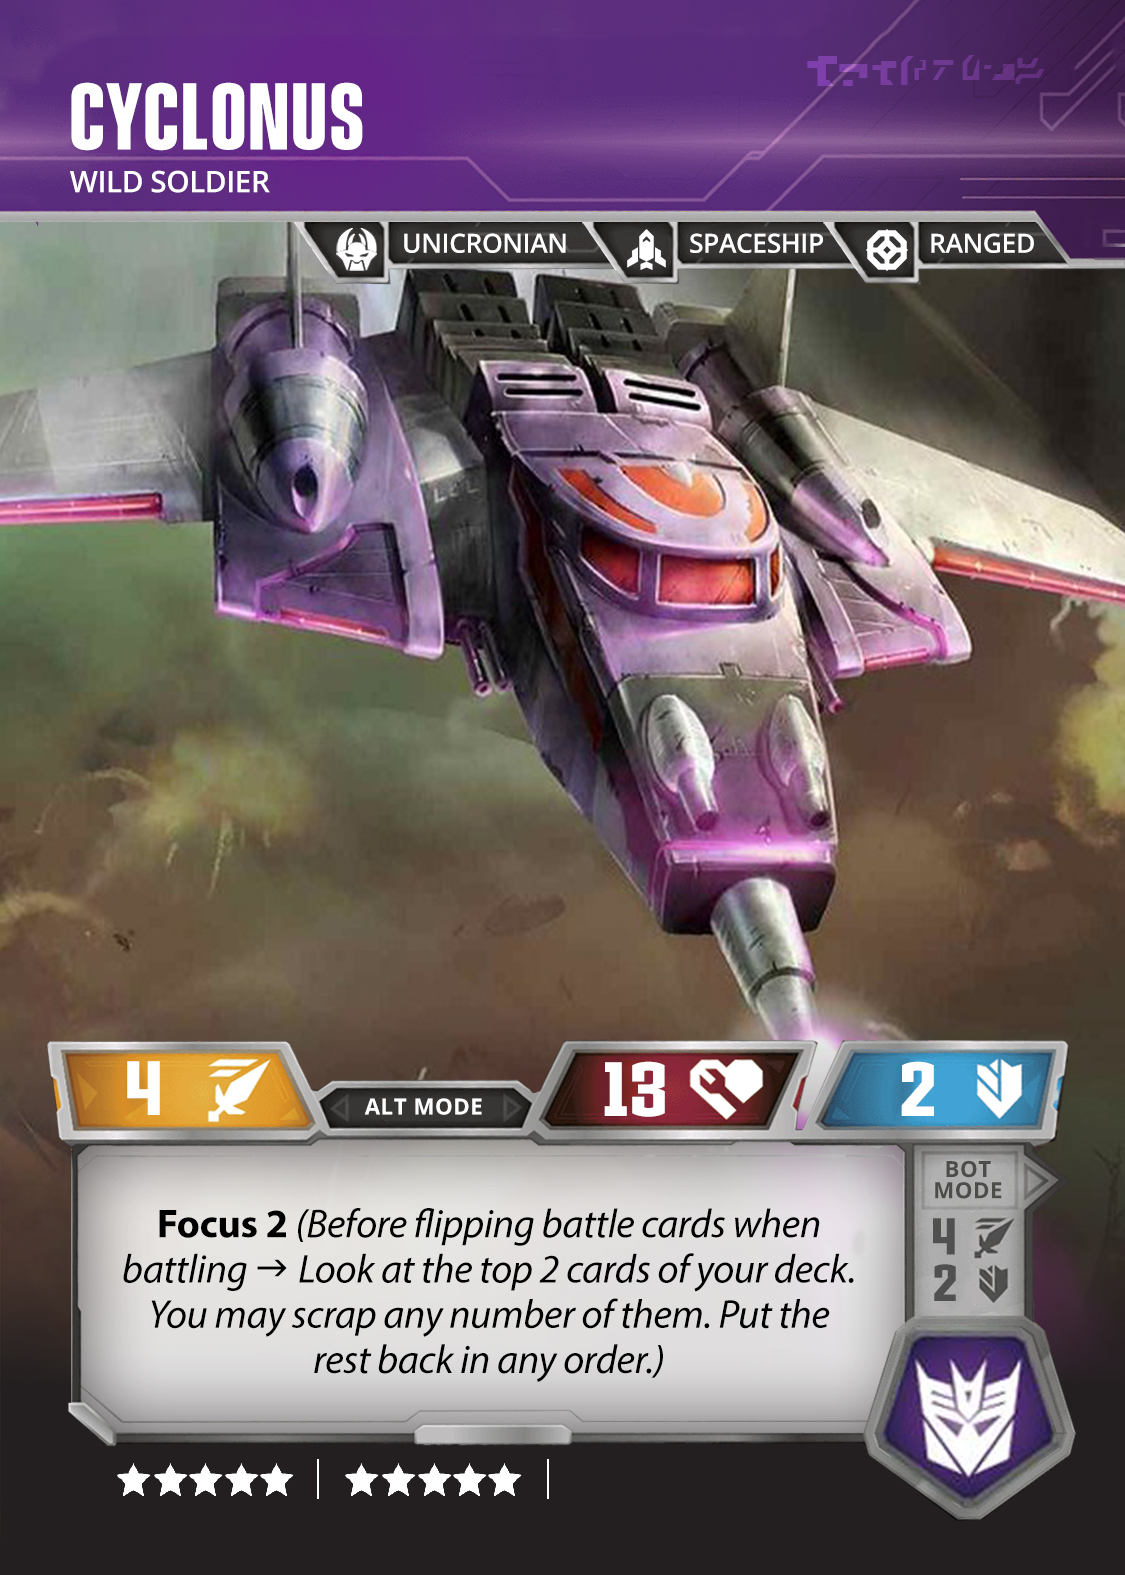 CYCLONUS
WILD SOLDIER
UNICRONIAN SPACESHIP RANGED
4 ALT MODE 13 2
BOT
MODE
4
2
Focus 2 (Before flipping battle cards when
battling → Look at the top 2 cards of your deck.
You may scrap any number of them. Put the
rest back in any order.)